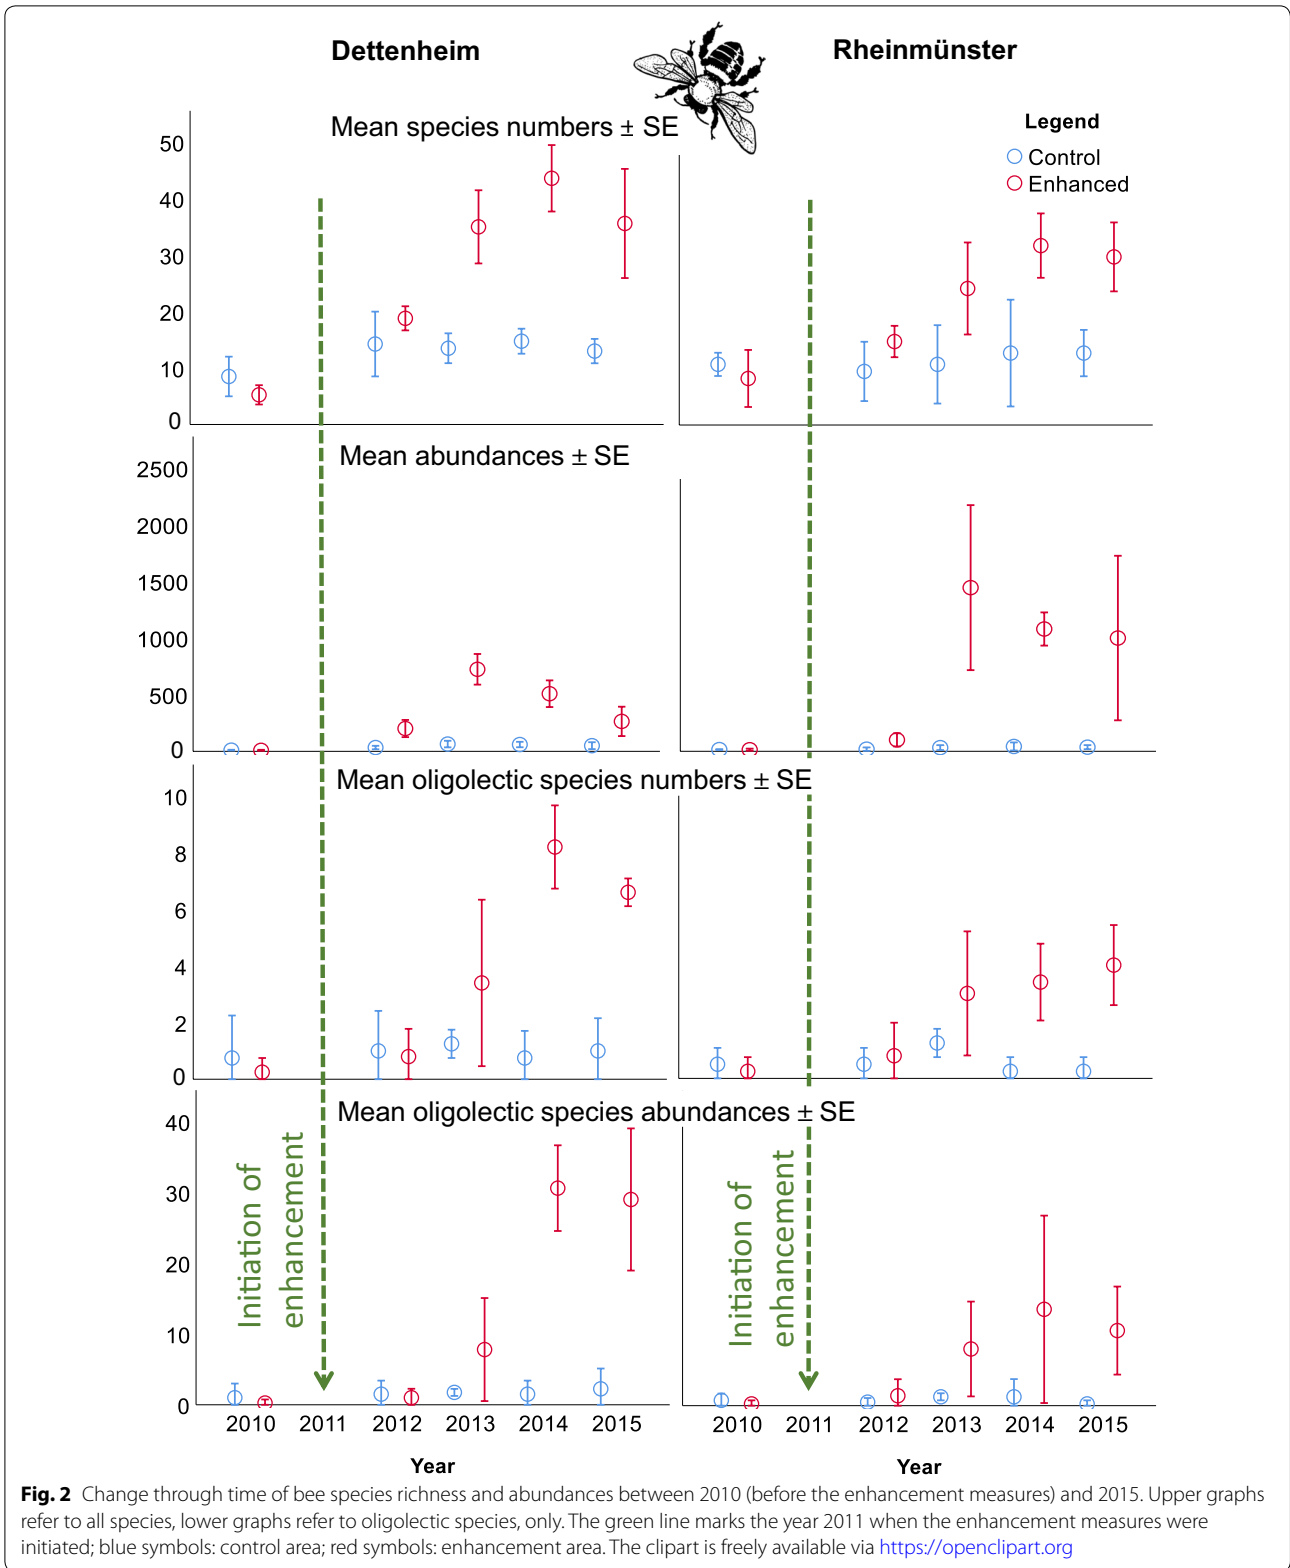 Dettenheim
Rheinmünster
Mean species numbers ± SE
Legend
Control
Enhanced
50
40
30
20
10
0
Mean abundances ± SE
2500
2000
1500
1000
500
0
Mean oligolectic species numbers ± SE
10
8
6
4
2
0
Mean oligolectic species abundances ± SE
40
30
20
10
0
Initiation of
enhancement
Initiation of
enhancement
2010 2011 2012 2013 2014 2015
2010 2011 2012 2013 2014 2015
Year
Year
Fig. 2 Change through time of bee species richness and abundances between 2010 (before the enhancement measures) and 2015. Upper graphs
refer to all species, lower graphs refer to oligolectic species, only. The green line marks the year 2011 when the enhancement measures were
initiated; blue symbols: control area; red symbols: enhancement area. The clipart is freely available via https://openclipart.org